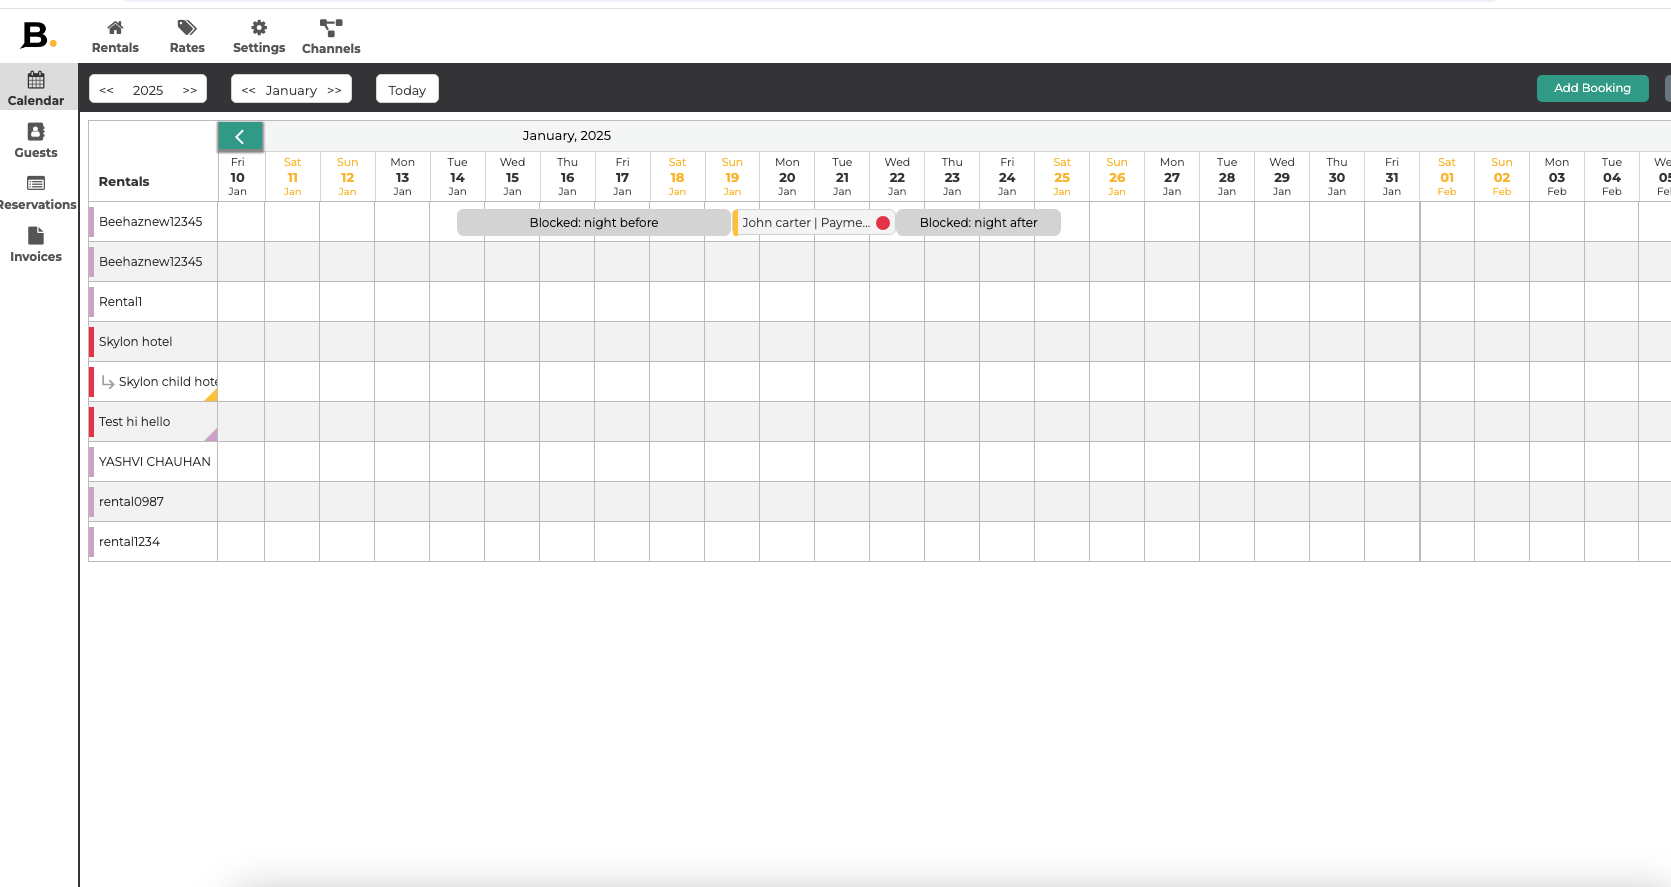 B.
Rentals Rates Settings Channels
Calendar
Guests
Reservations
Invoices
<< 2025 >> << January >> Today Add Booking
January, 2025
Rentals
Fri Sat Sun Mon Tue Wed Thu Fri Sat Sun Mon Tue Wed Thu Fri Sat Sun Mon Tue Wed Thu Fri Sat Sun Mon Tue We
10 11 12 13 14 15 16 17 18 19 20 21 22 23 24 25 26 27 28 29 30 31 01 02 03 04 05
Jan Jan Jan Jan Jan Jan Jan Jan Jan Jan Jan Jan Jan Jan Jan Jan Jan Jan Jan Jan Jan Jan Feb Feb Feb Feb Fe
Beehaznew12345 Blocked: night before John carter | Payme... Blocked: night after
Beehaznew12345
Rental1
Skylon hotel
Skylon child hote
Test hi hello
YASHVI CHAUHAN
rental0987
rental1234